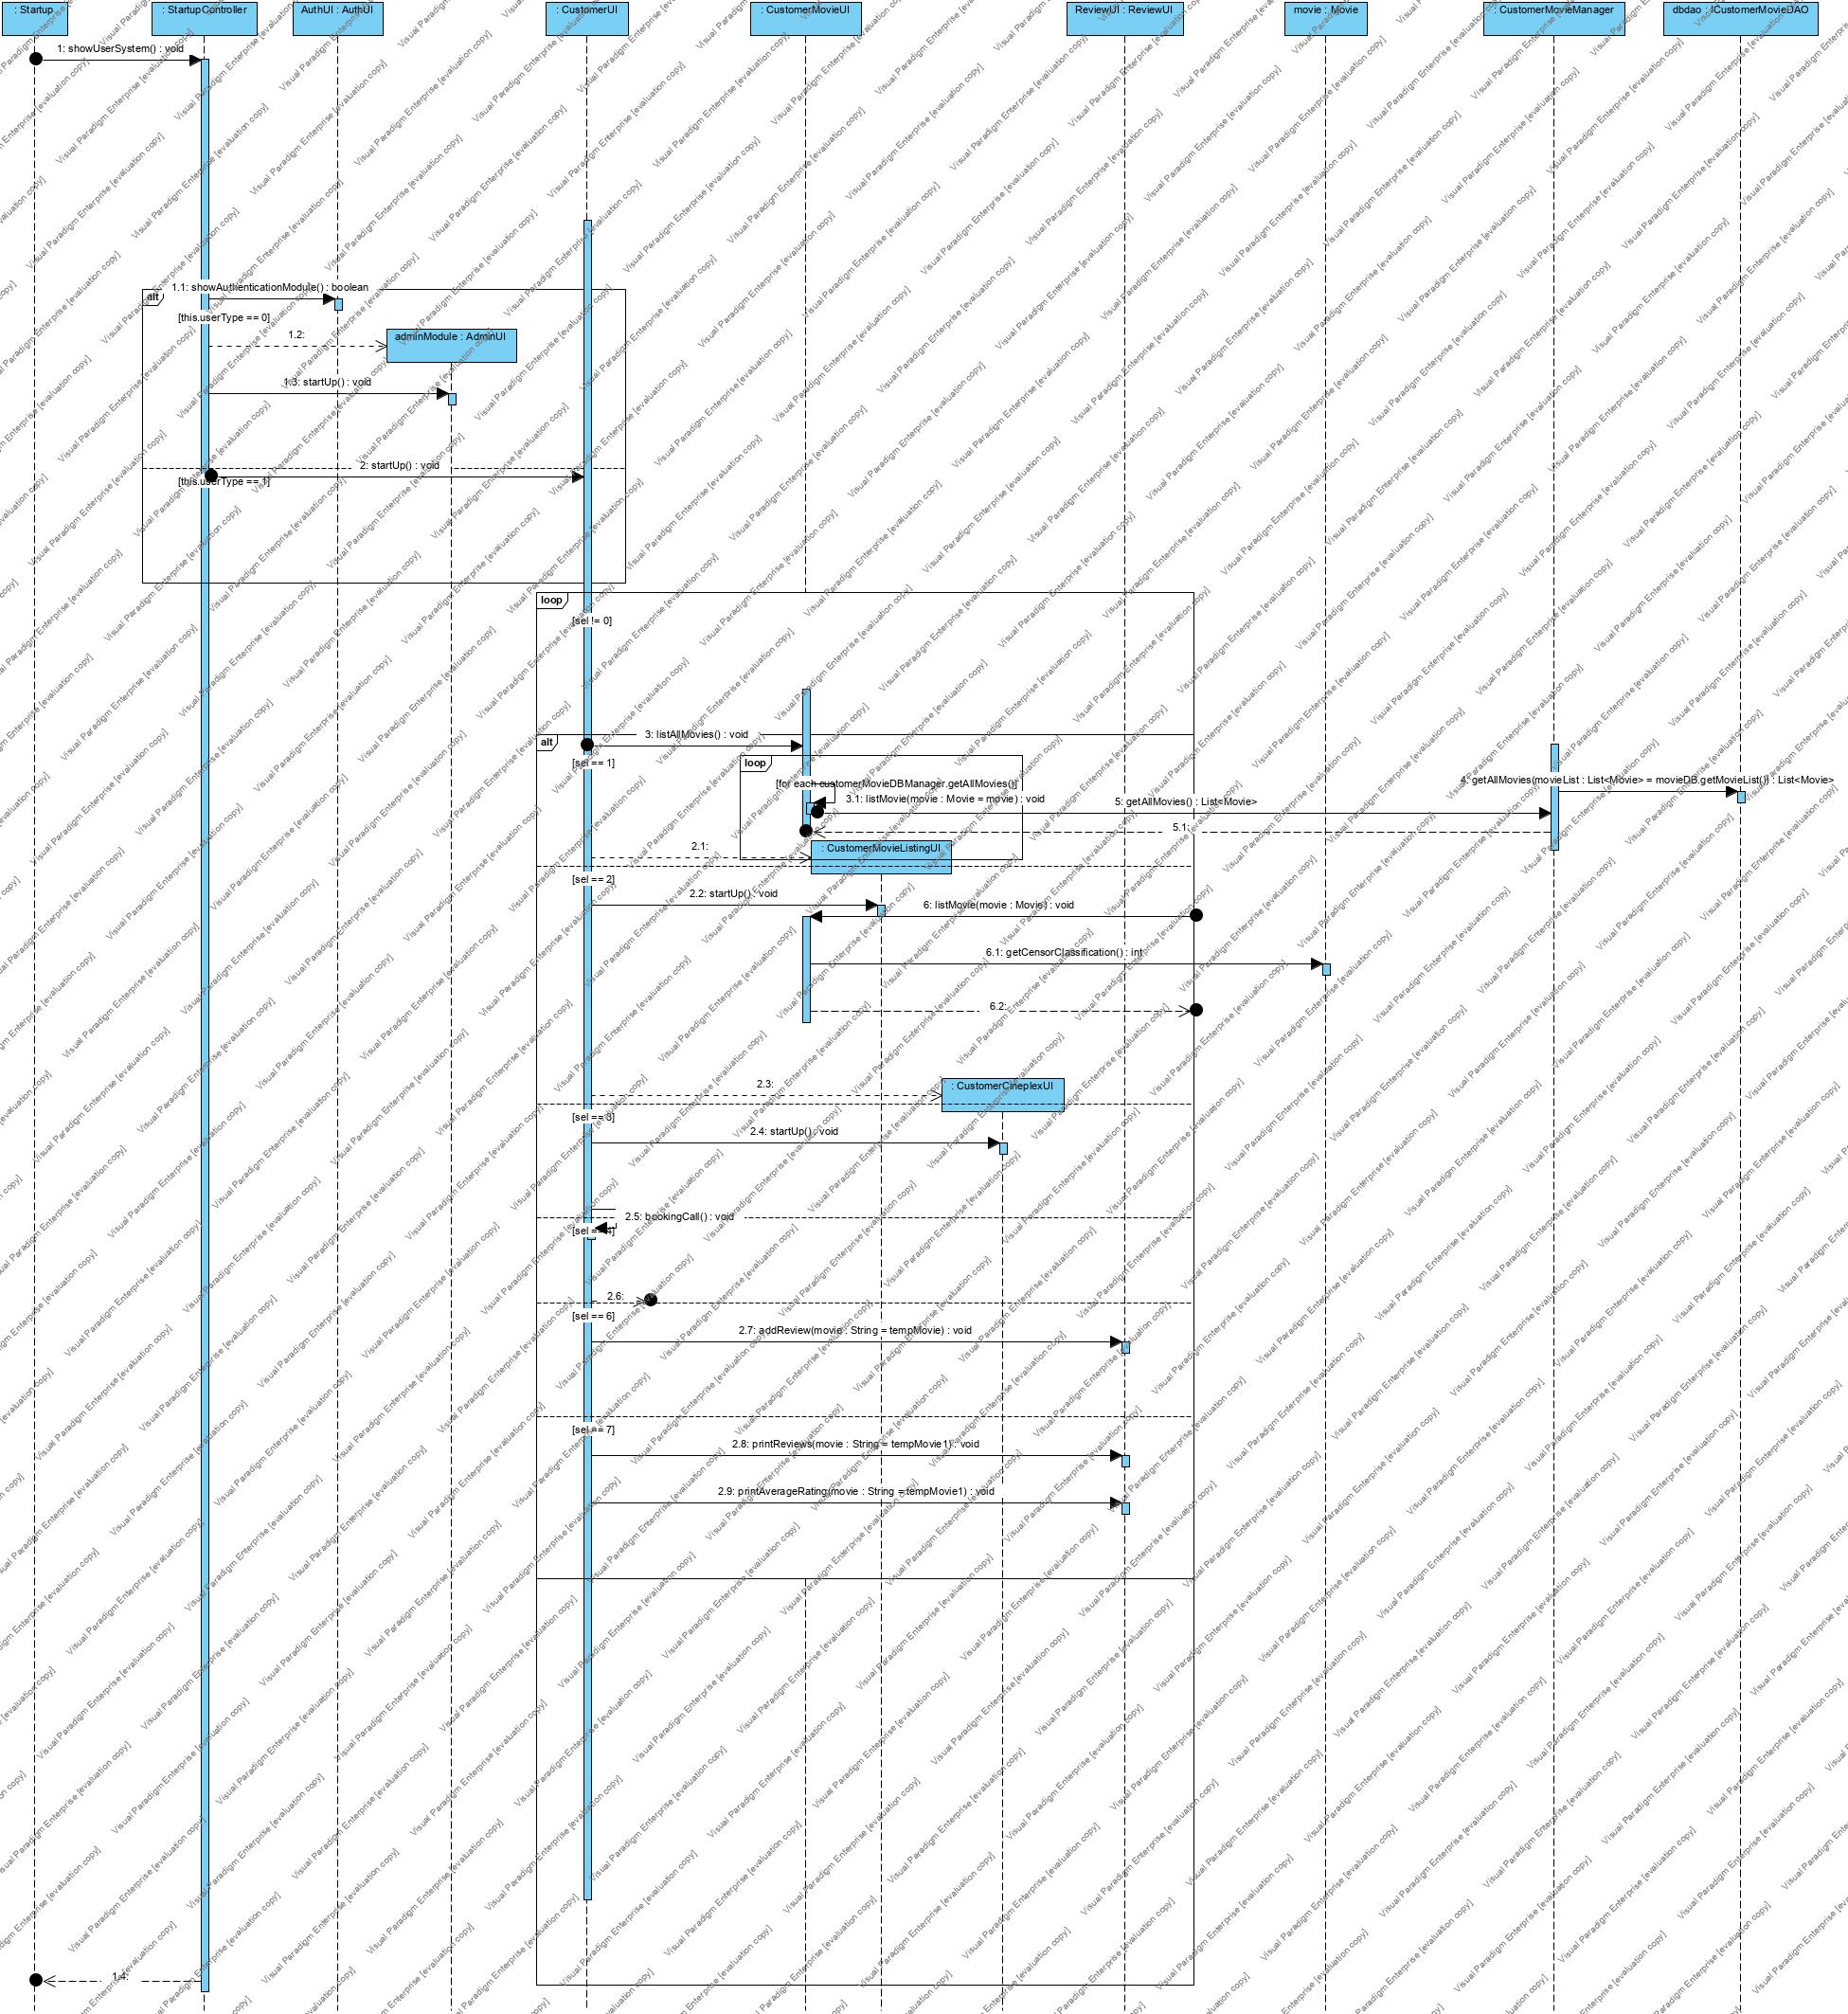 : Startup
: StartupController
AuthUI : AuthUI
: CustomerUI
: CustomerMovieUI
ReviewUI : ReviewUI
movie : Movie
: CustomerMovieManager
dbdao : ICustomerMovieDAO
1: showUserSystem() : void
alt
1.1: showAuthenticationModule() : boolean
[this.userType == 0]
1.2:
adminModule : AdminUI
1.3: startUp() : void
2: startUp() : void
[this.userType == 1]
loop
[sel != 0]
alt
3: listAllMovies() : void
[sel == 1]
loop
[for each customerMovieDBManager.getAllMovies()]
4: getAllMovies(movieList : List<Movie> = movieDB.getMovieList()) : List<Movie>
3.1: listMovie(movie : Movie = movie) : void
5: getAllMovies() : List<Movie>
5.1:
2.1:
: CustomerMovieListingUI
[sel == 2]
2.2: startUp() : void
6: listMovie(movie : Movie) : void
6.1: getCensorClassification() : int
6.2:
2.3:
: CustomerCineplexUI
[sel == 3]
2.4: startUp() : void
2.5: bookingCall() : void
[sel == 4]
2.6:
[sel == 6]
2.7: addReview(movie : String = tempMovie) : void
[sel == 7]
2.8: printReviews(movie : String = tempMovie1) : void
2.9: printAverageRating(movie : String = tempMovie1) : void
1.4:
Visual Paradigm Enterprise [evaluation copy]